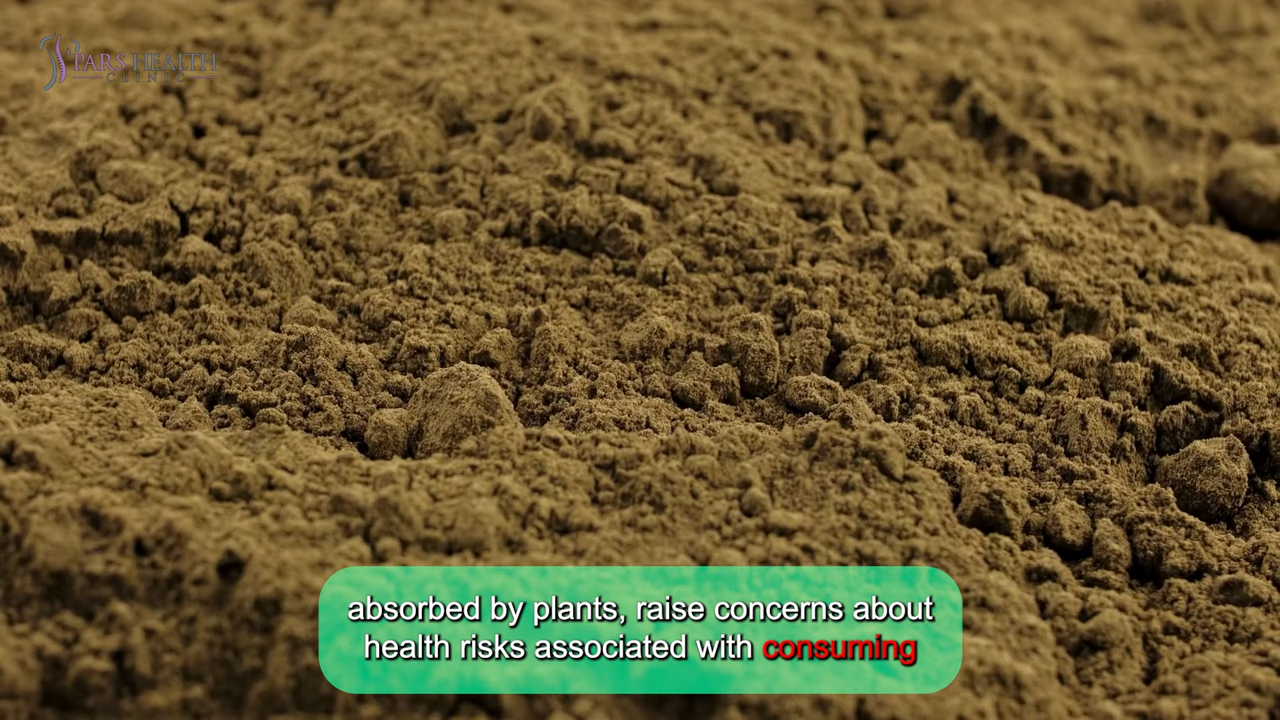 PARS HEALTH
CLINIC
absorbed by plants, raise concerns about
health risks associated with consuming